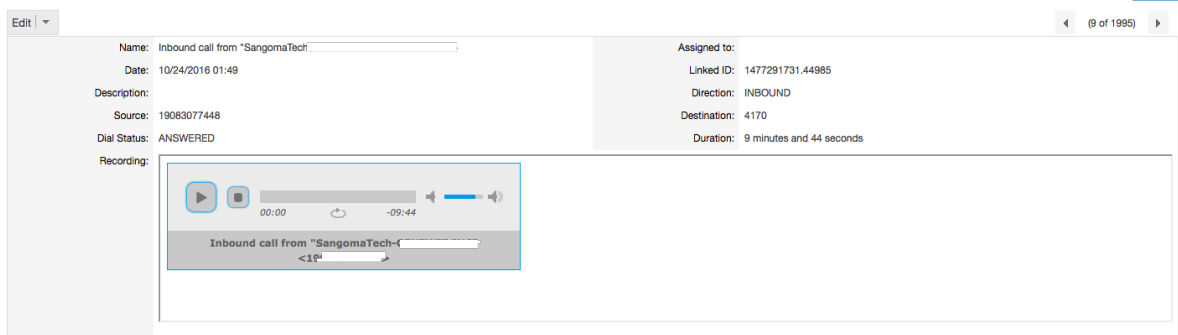 Edit
(9 of 1995)
Name: Inbound call from "SangomaTech
Assigned to:
Date: 10/24/2016 01:49
Linked ID: 1477291731.44985
Description:
Direction: INBOUND
Source: 19083077448
Destination: 4170
Dial Status: ANSWERED
Duration: 9 minutes and 44 seconds
Recording:
00:00 -09:44
Inbound call from "SangomaTech-
<19